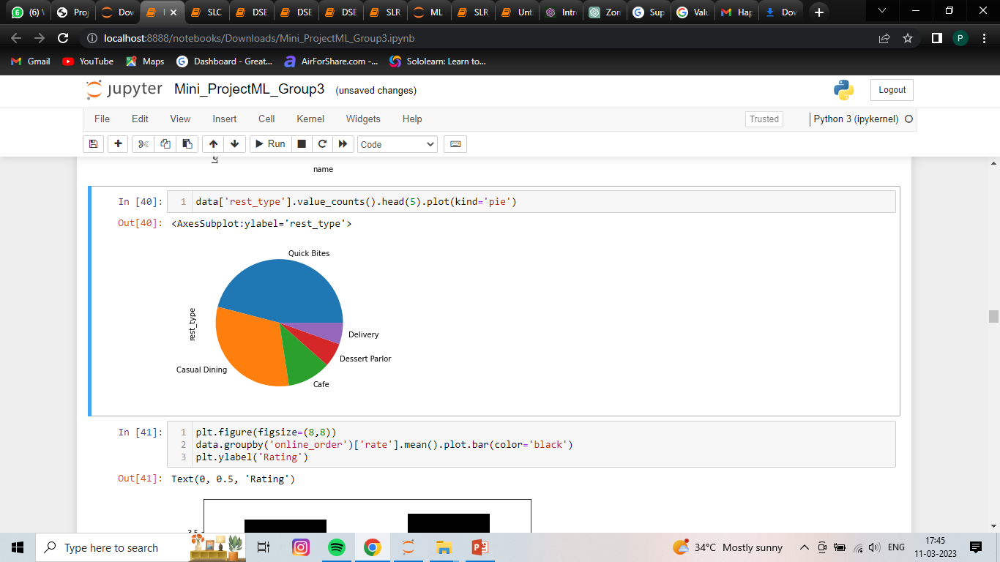 (6) \
Proj
Dow
I
SLC
DSE
DSE
DSE
SLR
ML
SLR
Unt
Intr
Zon
Sup
Valu
Hap
Dow
localhost:8888/notebooks/Downloads/Mini_ProjectML_Group3.ipynb
P
Gmail
YouTube
Maps
Dashboard - Great...
AirForShare.com -...
Sololearn: Learn to...
jupyter Mini_ProjectML_Group3 (unsaved changes)
Logout
File Edit View Insert Cell Kernel Widgets Help
Trusted
Python 3 (ipykernel)
Run
Code
Le
name
In [40]: 1 data['rest_type'].value_counts().head(5).plot(kind='pie')
Out[40]: <AxesSubplot:ylabel='rest_type'>
Quick Bites
rest_type
Delivery
Dessert Parlor
Casual Dining
Cafe
In [41]: 1 plt.figure(figsize=(8,8))
2 data.groupby('online_order')['rate'].mean().plot.bar(color='black')
3 plt.ylabel('Rating')
Out[41]: Text(0, 0.5, 'Rating')
3.5
Type here to search
34°C Mostly sunny
ENG
17:45
11-03-2023